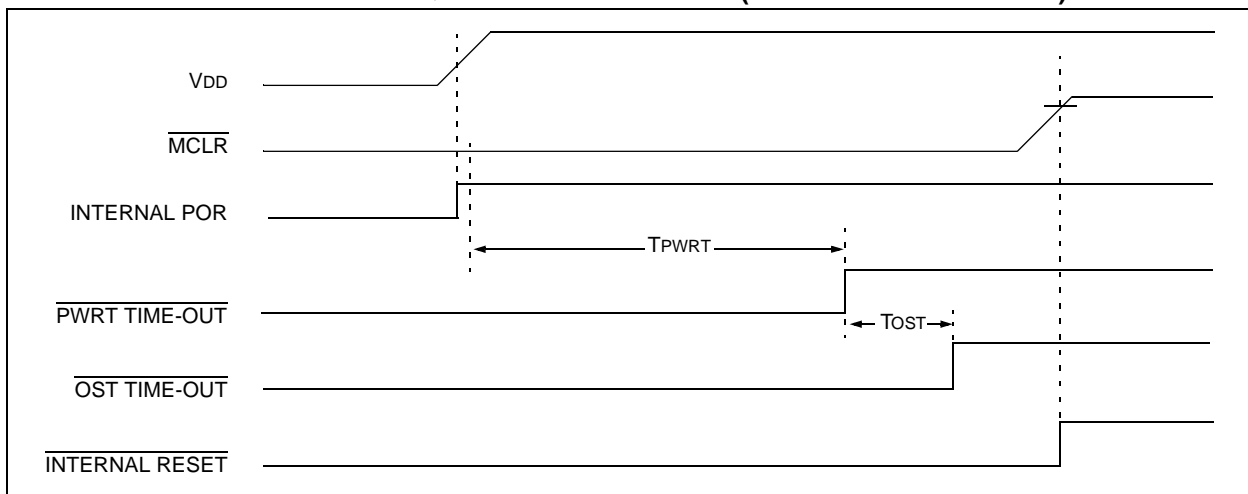 VDD
MCLR
INTERNAL POR
TPWRT
PWRT TIME-OUT
TOST
OST TIME-OUT
INTERNAL RESET